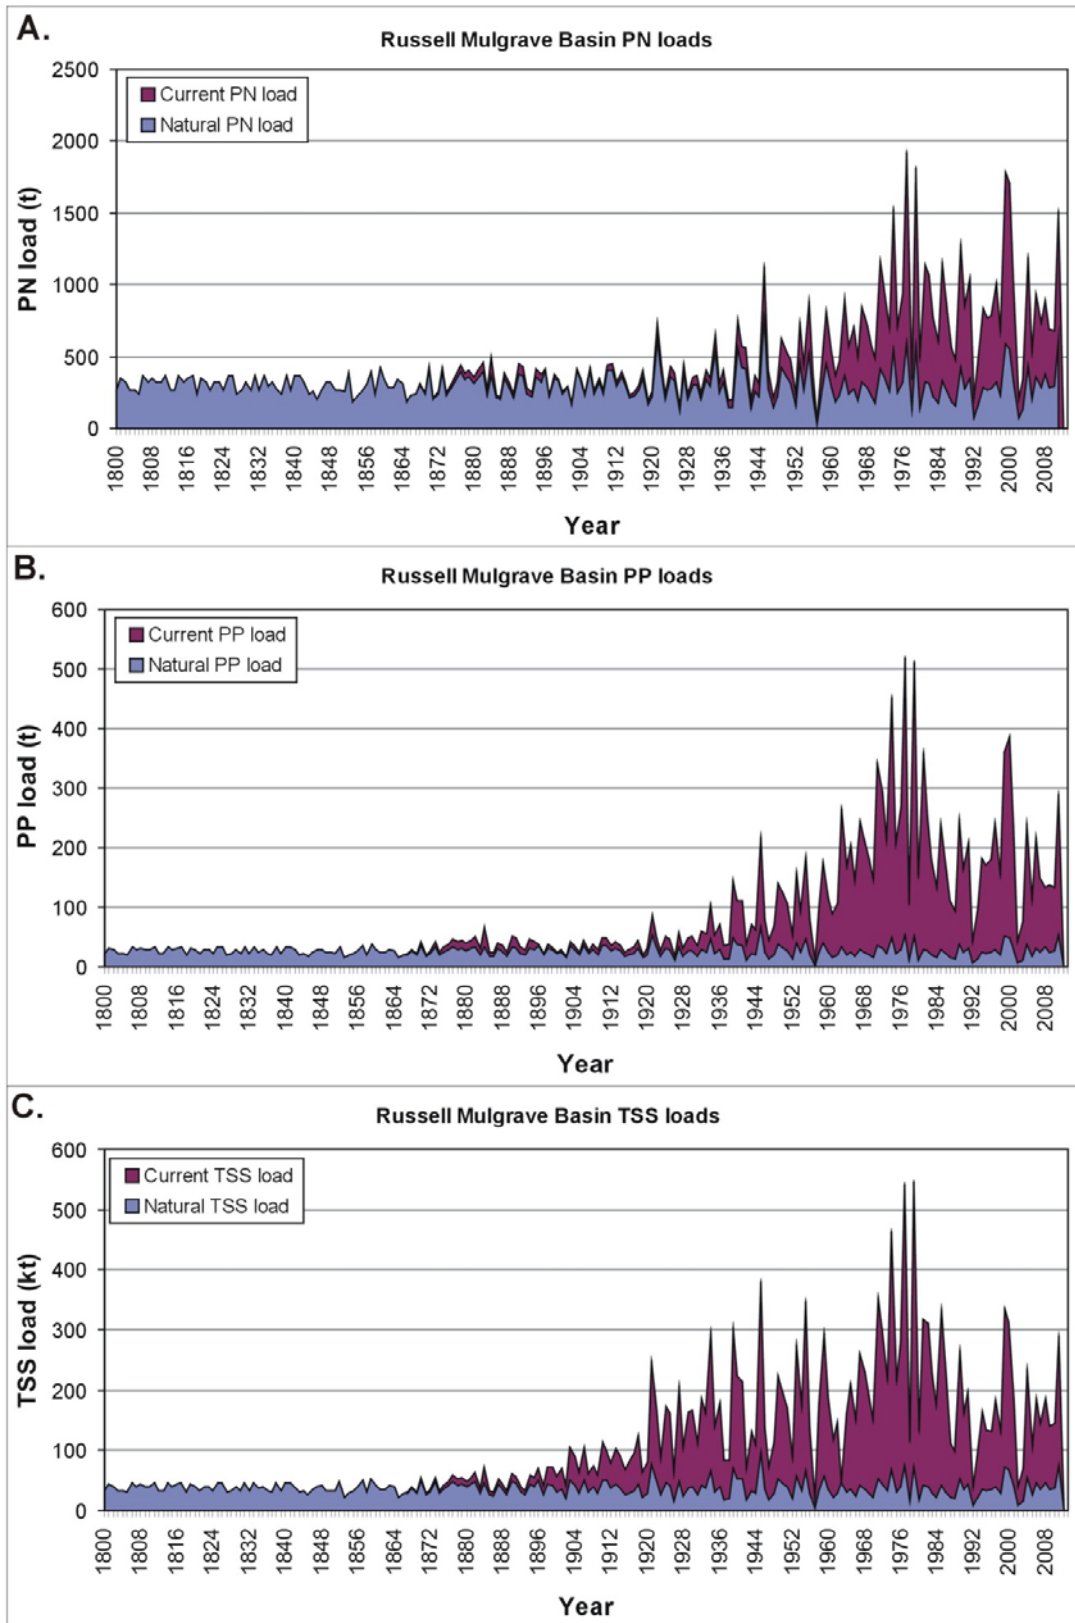 A.
Russell Mulgrave Basin PN loads
2500
2000
1500
1000
500
0
Current PN load
Natural PN load
PN load (t)
1800 1808 1816 1824 1832 1840 1848 1856 1864 1872 1880 1888 1896 1904 1912 1920 1928 1936 1944 1952 1960 1968 1976 1984 1992 2000 2008
Year
B.
Russell Mulgrave Basin PP loads
600
500
400
300
200
100
0
Current PP load
Natural PP load
PP load (t)
1800 1808 1816 1824 1832 1840 1848 1856 1864 1872 1880 1888 1896 1904 1912 1920 1928 1936 1944 1952 1960 1968 1976 1984 1992 2000 2008
Year
C.
Russell Mulgrave Basin TSS loads
600
500
400
300
200
100
0
Current TSS load
Natural TSS load
TSS load (kt)
1800 1808 1816 1824 1832 1840 1848 1856 1864 1872 1880 1888 1896 1904 1912 1920 1928 1936 1944 1952 1960 1968 1976 1984 1992 2000 2008
Year